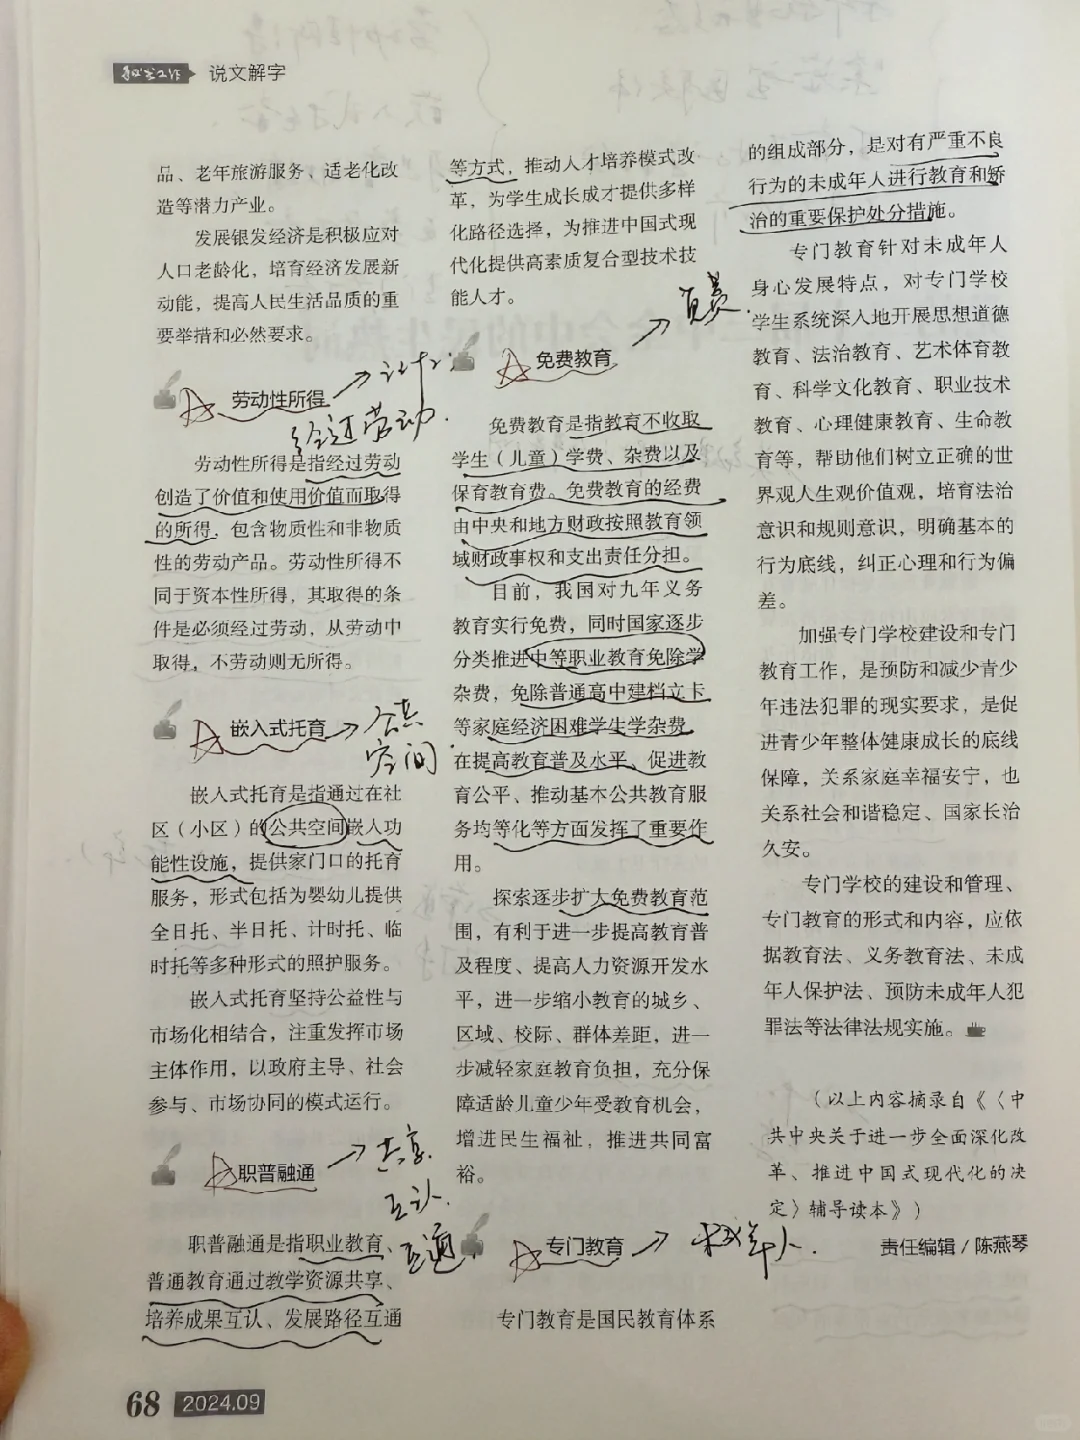 秘书工作 说文解字
品、老年旅游服务、适老化改
造等潜力产业。
发展银发经济是积极应对
人口老龄化，培育经济发展新
动能，提高人民生活品质的重
要举措和必然要求。
劳动性所得
经过劳动
劳动性所得是指经过劳动
创造了价值和使用价值而取得
的所得，包含物质性和非物质
性的劳动产品。劳动性所得不
同于资本性所得，其取得的条
件是必须经过劳动，从劳动中
取得，不劳动则无所得。
嵌入式托育
公共
空间
嵌入式托育是指通过在社
区（小区）的公共空间嵌入功
能性设施，提供家门口的托育
服务，形式包括为婴幼儿提供
全日托、半日托、计时托、临
时托等多种形式的照护服务。
嵌入式托育坚持公益性与
市场化相结合，注重发挥市场
主体作用，以政府主导、社会
参与、市场协同的模式运行。
职普融通
共享
互认
互通
职普融通是指职业教育、
普通教育通过教学资源共享、
培养成果互认、发展路径互通
等方式，推动人才培养模式改
革，为学生成长成才提供多样
化路径选择，为推进中国式现
代化提供高素质复合型技术技
能人才。
免费教育
免费教育是指教育不收取
学生（儿童）学费、杂费以及
保育教育费。免费教育的经费
由中央和地方财政按照教育领
域财政事权和支出责任分担。
目前，我国对九年义务
教育实行免费，同时国家逐步
分类推进中等职业教育免除学
杂费，免除普通高中建档立卡
等家庭经济困难学生学杂费，
在提高教育普及水平、促进教
育公平、推动基本公共教育服
务均等化等方面发挥了重要作
用。
探索逐步扩大免费教育范
围，有利于进一步提高教育普
及程度、提高人力资源开发水
平，进一步缩小教育的城乡、
区域、校际、群体差距，进一
步减轻家庭教育负担，充分保
障适龄儿童少年受教育机会，
增进民生福祉，推进共同富
裕。
专门教育
未成年人
专门教育是国民教育体系
的组成部分，是对有严重不良
行为的未成年人进行教育和矫
治的重要保护处分措施。
专门教育针对未成年人
身心发展特点，对专门学校
学生系统深入地开展思想道德
教育、法治教育、艺术体育教
育、科学文化教育、职业技术
教育、心理健康教育、生命教
育等，帮助他们树立正确的世
界观人生观价值观，培育法治
意识和规则意识，明确基本的
行为底线，纠正心理和行为偏
差。
加强专门学校建设和专门
教育工作，是预防和减少青少
年违法犯罪的现实要求，是促
进青少年整体健康成长的底线
保障，关系家庭幸福安宁，也
关系社会和谐稳定、国家长治
久安。
专门学校的建设和管理、
专门教育的形式和内容，应依
据教育法、义务教育法、未成
年人保护法、预防未成年人犯
罪法等法律法规实施。
（以上内容摘录自《〈中
共中央关于进一步全面深化改
革、推进中国式现代化的决
定〉辅导读本》）
责任编辑/陈燕琴
68 2024.09